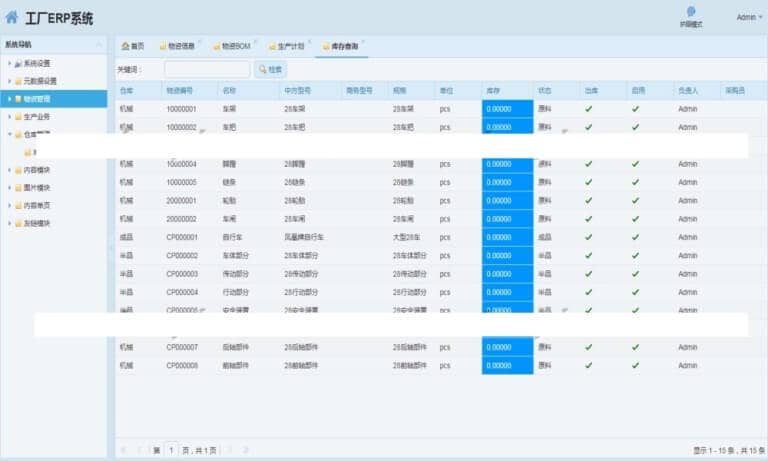 工厂ERP系统
护眼模式
Admin
系统导航
系统设置
元数据设置
物资管理
生产业务
内容模块
图片模块
内容单页
友链模块
首页 物资信息 物资BOM 生产计划 库存查询
关键词： 检索
仓库 物资编号 名称 中方型号 商务型号 规格 单位 库存 状态 出库 启用 负责人 采购员
机械 10000001 车架 28车架 28车架 pcs 0.00000 原料 Admin
机械 10000002 车把 28车把 28车把 pcs 0.00000 原料 Admin
机械 10000004 脚蹬 28脚蹬 28脚蹬 pcs 0.00000 原料 Admin
机械 10000005 链条 28链条 28链条 pcs 0.00000 原料 Admin
机械 20000001 轮胎 28轮胎 28轮胎 pcs 0.00000 原料 Admin
机械 20000002 车闸 28车闸 28车闸 pcs 0.00000 原料 Admin
成品 CP000001 自行车 凤凰牌自行车 大型28车 pcs 0.00000 成品 Admin
半品 CP000002 车体部分 28车体部分 28车体部分 pcs 0.00000 半品 Admin
半品 CP000003 传动部分 28传动部分 28传动部分 pcs 0.00000 半品 Admin
半品 CP000004 行动部分 28行动部分 28行动部分 pcs 0.00000 半品 Admin
半品 28安全装置 28安全装置 pcs 0.00000 半品 Admin
机械 CP000007 后轴部件 28后轴部件 28后轴部件 pcs 0.00000 原料 Admin
机械 CP000008 前轴部件 28前轴部件 28前轴部件 pcs 0.00000 原料 Admin
第 1 页，共 1 页
显示 1 - 15 条，共 15 条